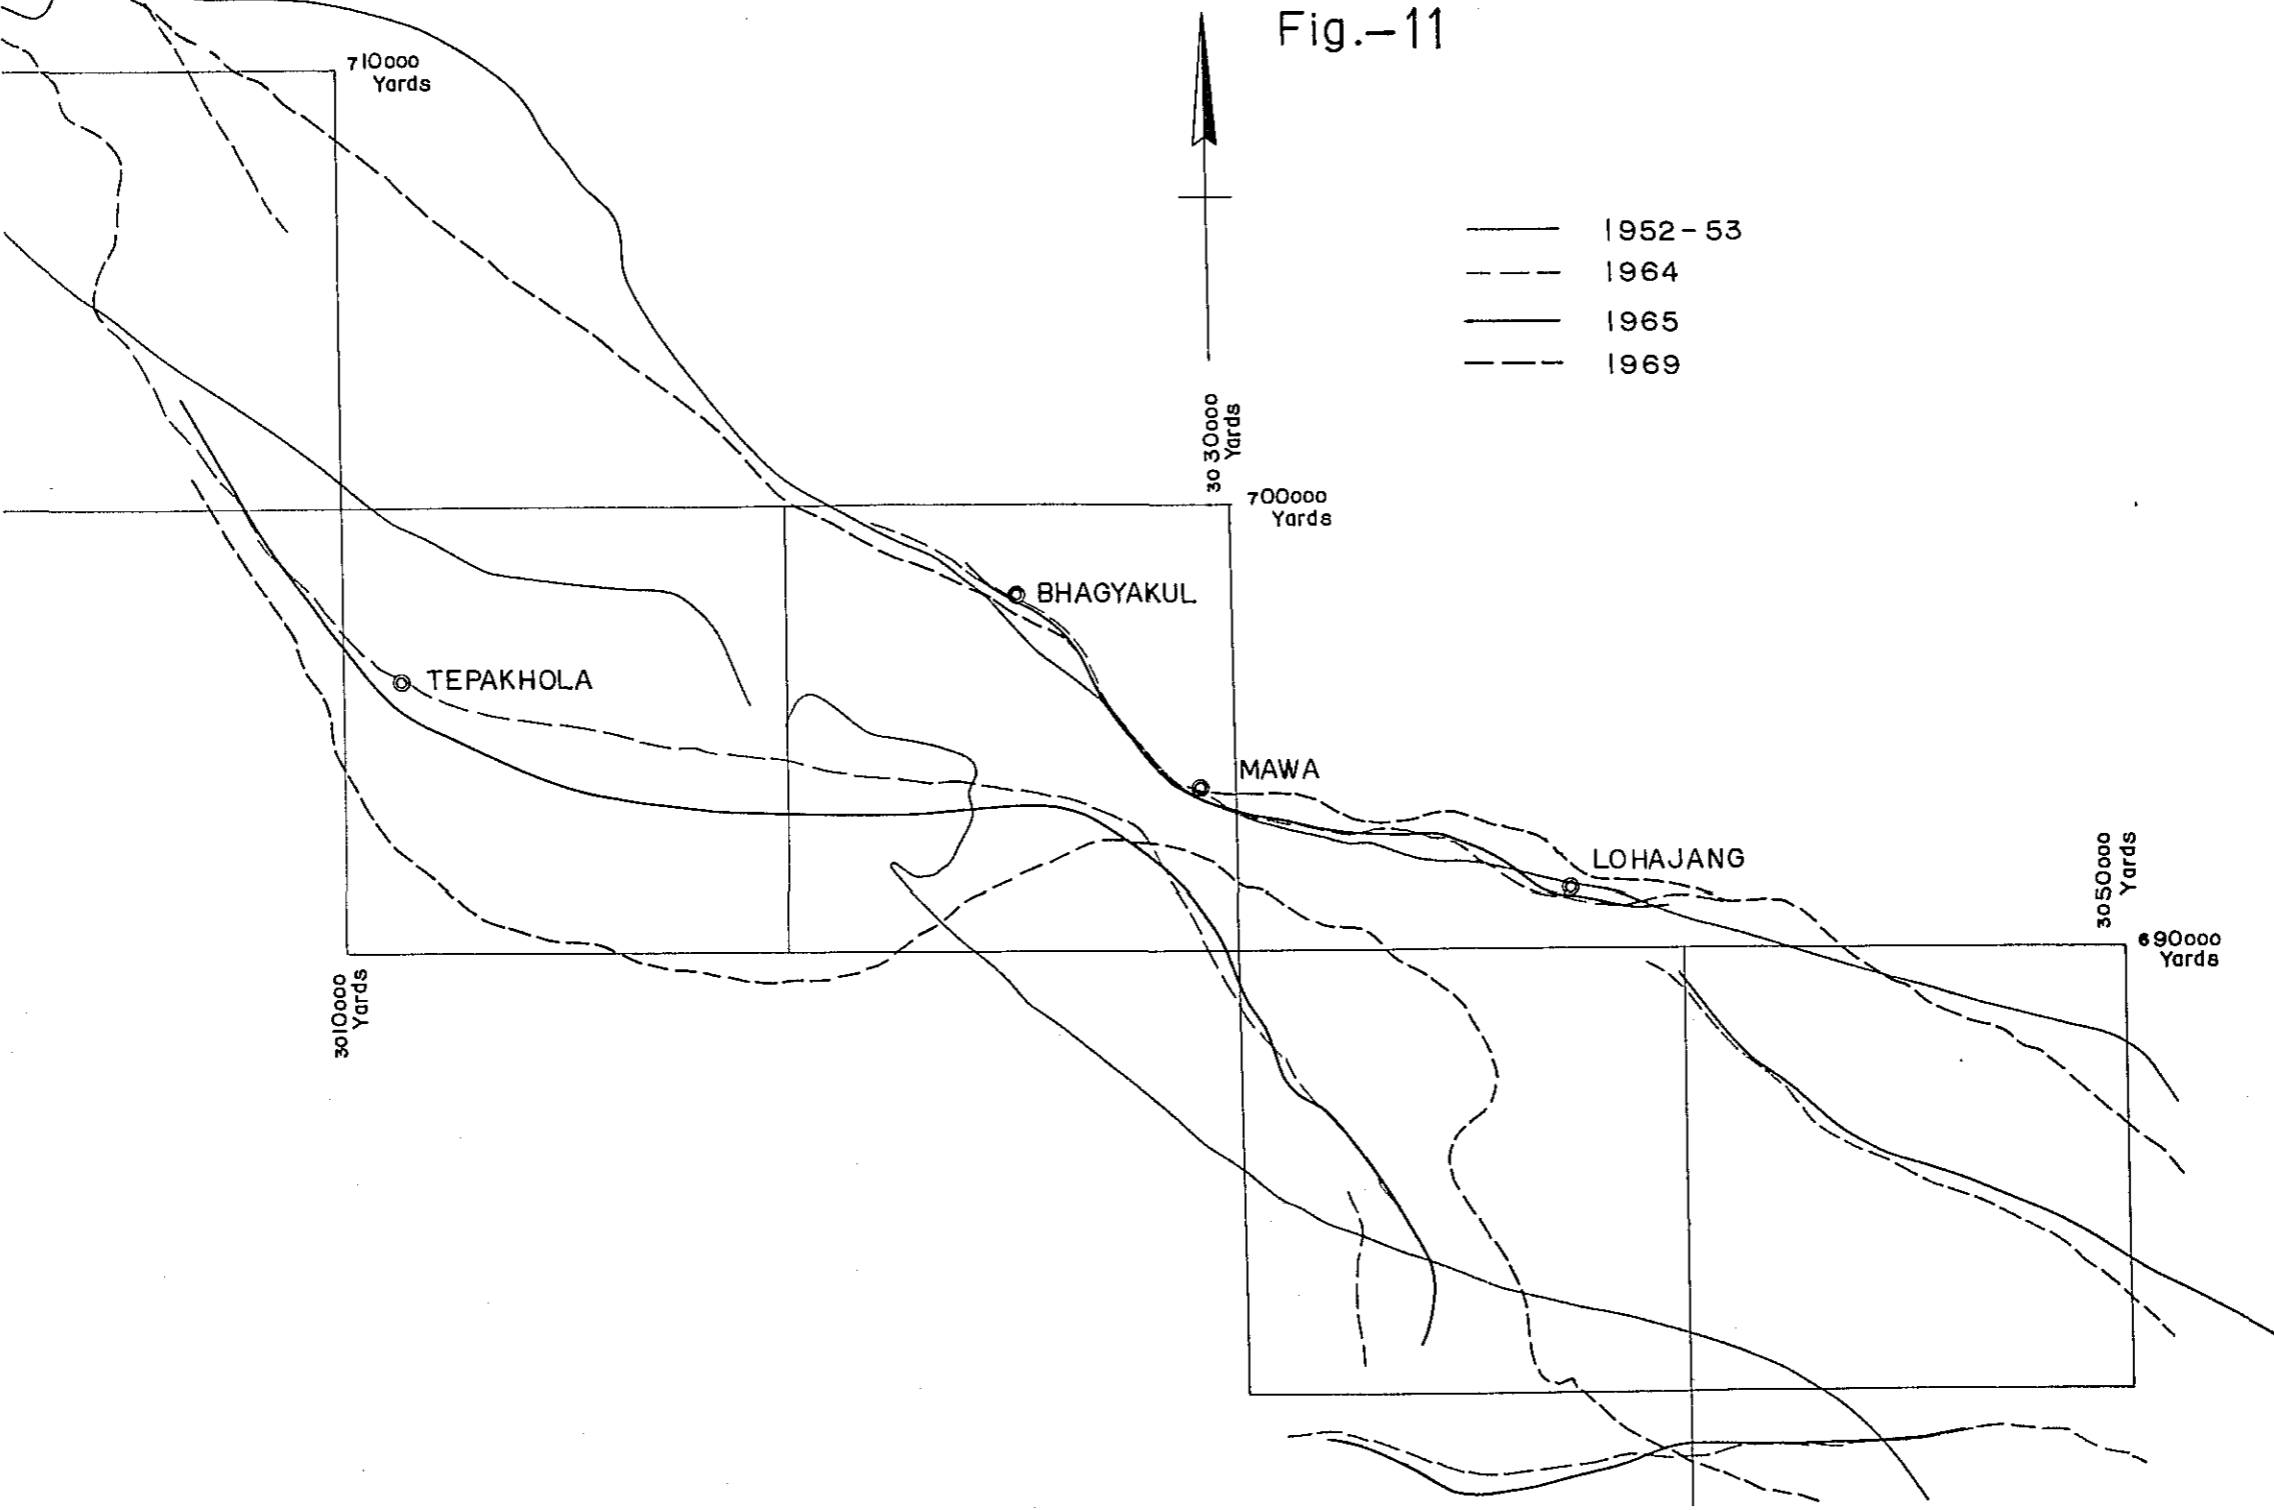 Fig.-11
710000
Yards
1952-53
1964
1965
1969
3030000
Yards
700000
Yards
BHAGYAKUL
TEPAKHOLA
MAWA
LOHAJANG
3050000
Yards
690000
Yards
3010000
Yards